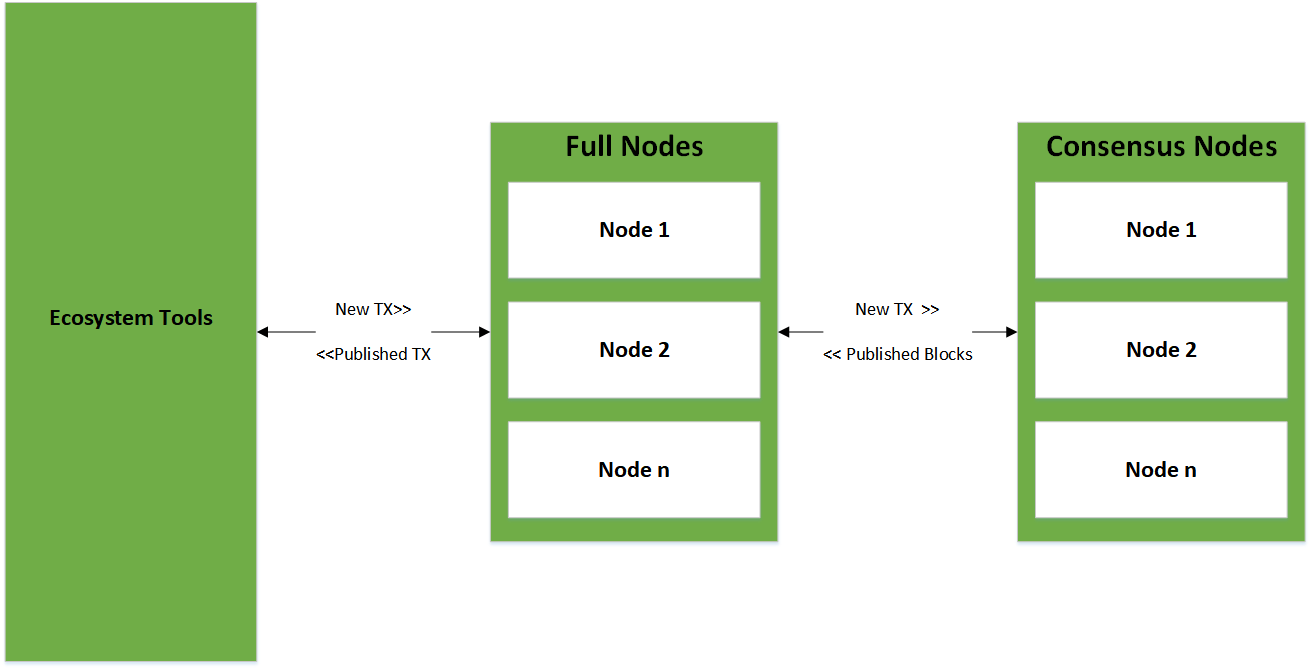 Ecosystem Tools
New TX>>
<<Published TX
Full Nodes
Node 1
Node 2
Node n
New TX  >>
<< Published Blocks
Consensus Nodes
Node 1
Node 2
Node n